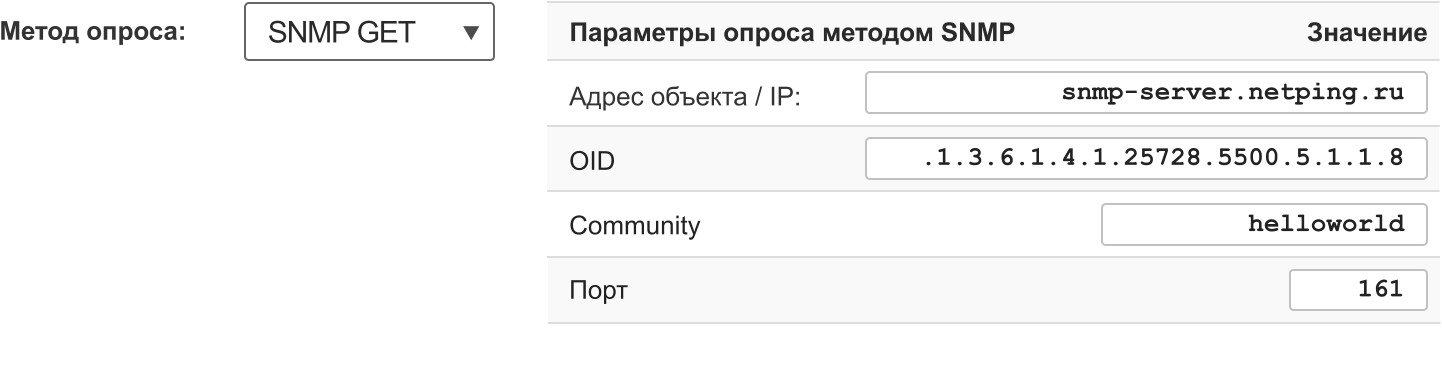 Метод опроса: SNMP GET ▼
Параметры опроса методом SNMP Значение
Адрес объекта / IP: snmp-server.netping.ru
OID .1.3.6.1.4.1.25728.5500.5.1.1.8
Community helloworld
Порт 161